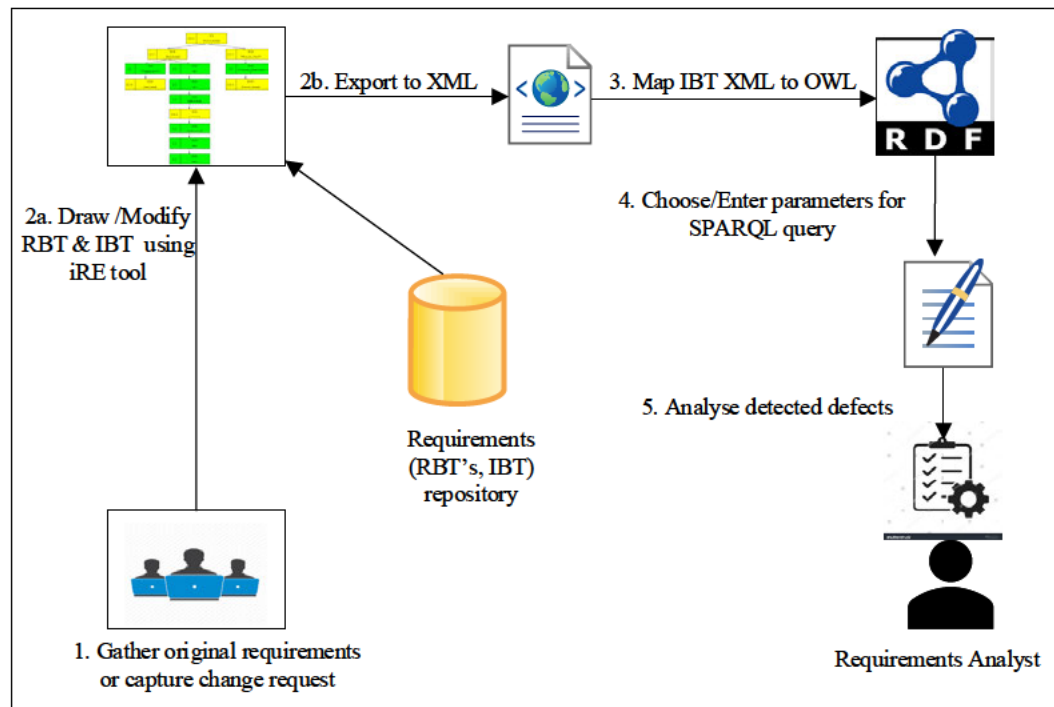 2b. Export to XML
3. Map IBT XML to OWL
R D F
2a. Draw /Modify
RBT & IBT using
iRE tool
4. Choose/Enter parameters for
SPARQL query
Requirements
(RBT's, IBT)
repository
5. Analyse detected defects
1. Gather original requirements
or capture change request
Requirements Analyst